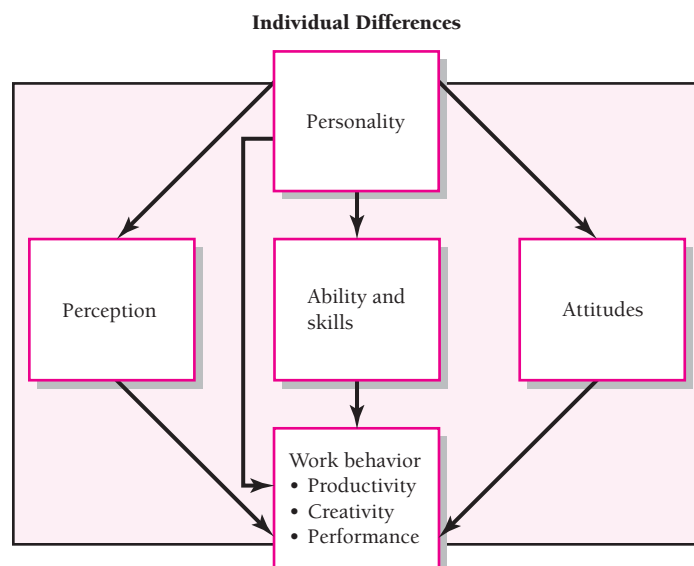 Individual Differences
Personality
Perception
Ability and
skills
Attitudes
Work behavior
• Productivity
• Creativity
• Performance